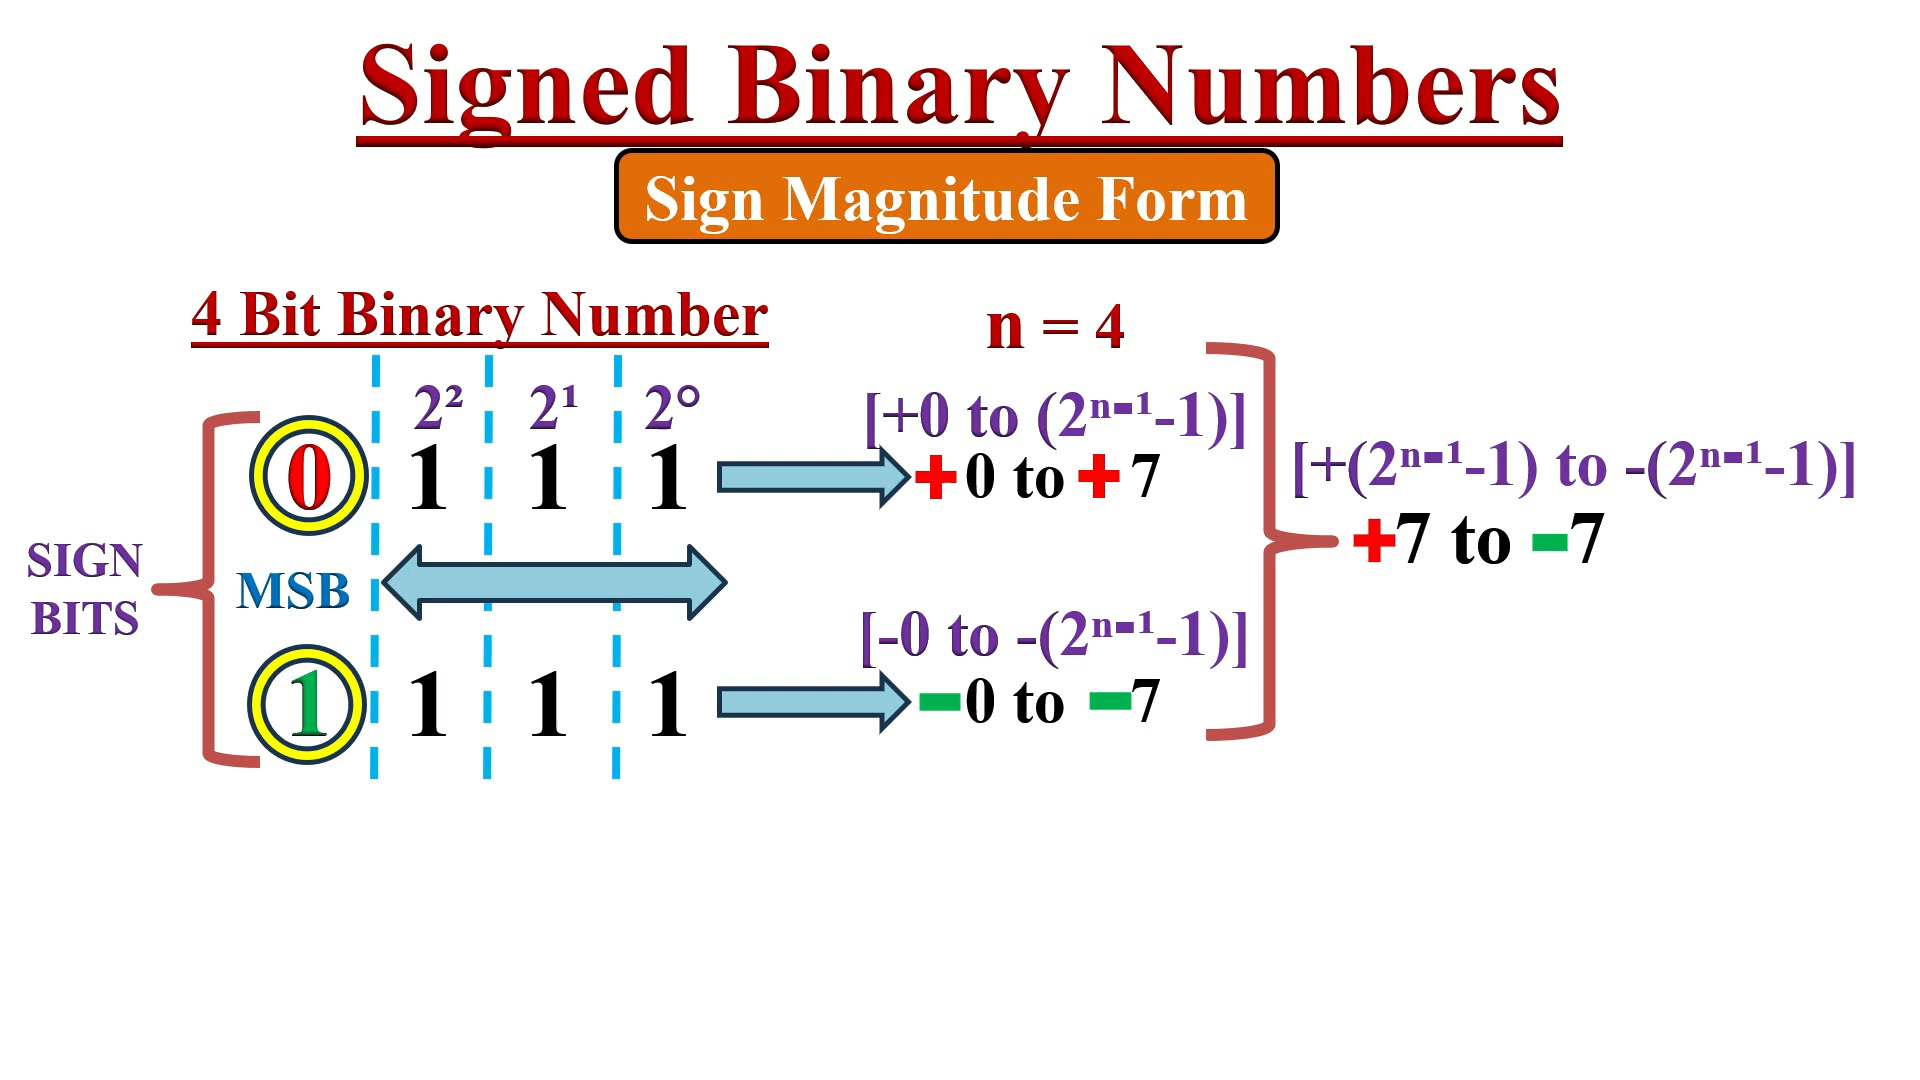 Signed Binary Numbers
Sign Magnitude Form
4 Bit Binary Number
n = 4
2² 2¹ 2°
[+0 to (2ⁿ⁻¹-1)]
0 1 1 1
+0 to +7
[+(2ⁿ⁻¹-1) to -(2ⁿ⁻¹-1)]
+7 to -7
SIGN
BITS
MSB
[-0 to -(2ⁿ⁻¹-1)]
1 1 1 1
-0 to -7